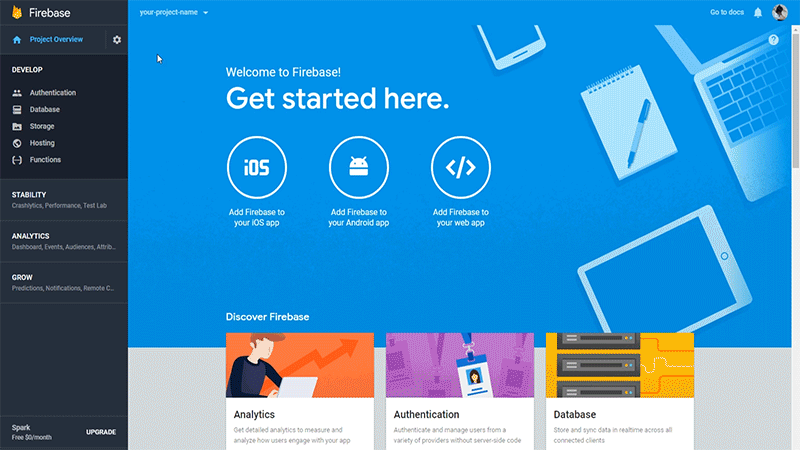 Firebase
your-project-name
Go to docs
Project Overview
DEVELOP
Authentication
Database
Storage
Hosting
Functions
STABILITY
Crashlytics, Performance, Test Lab
ANALYTICS
Dashboard, Events, Audiences, Attrib...
GROW
Predictions, Notifications, Remote C...
Spark
Free $0/month
UPGRADE
Welcome to Firebase!
Get started here.
iOS
Add Firebase to
your iOS app
Add Firebase to
your Android app
</>
Add Firebase to
your web app
Discover Firebase
Analytics
Get detailed analytics to measure and
analyze how users engage with your app
Authentication
Authenticate and manage users from a
variety of providers without server-side code
Database
Store and sync data in realtime across all
connected clients